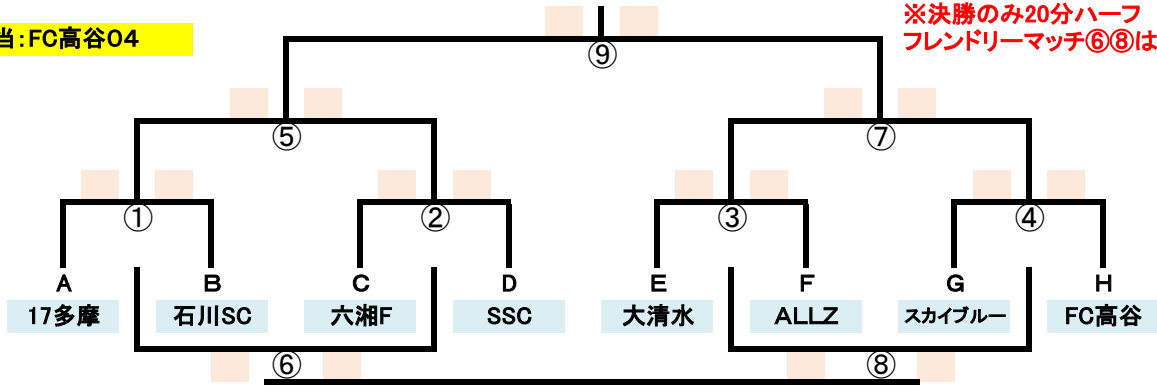 ※決勝のみ20分ハーフ
当：FC高谷04
フレンドリーマッチ⑥⑧は
⑨
⑤ ⑦
① ② ③ ④
A B C D E F G H
17多摩 石川SC 六湘F SSC 大清水 ALLZ スカイブルー FC高谷
⑥ ⑧